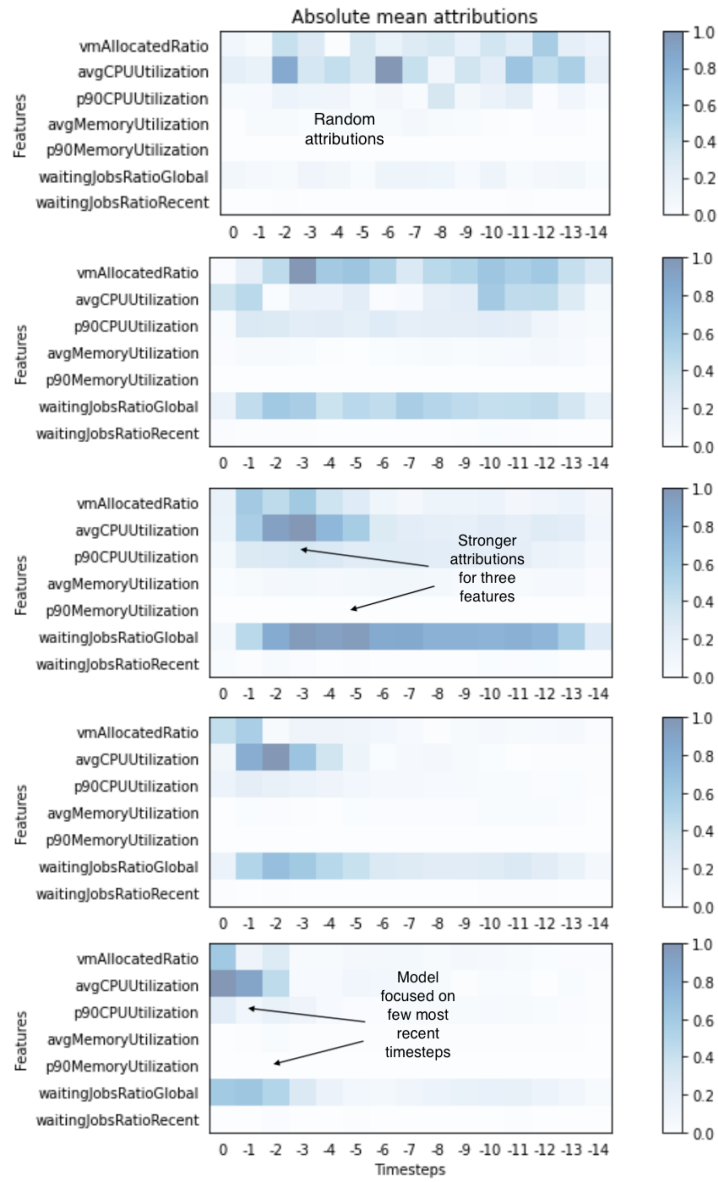 Absolute mean attributions
Features
vmAllocatedRatio
avgCPUUtilization
p90CPUUtilization
avgMemoryUtilization
p90MemoryUtilization
waitingJobsRatioGlobal
waitingJobsRatioRecent
Random
attributions
0 -1 -2 -3 -4 -5 -6 -7 -8 -9 -10 -11 -12 -13 -14
1.0
0.8
0.6
0.4
0.2
0.0
Features
vmAllocatedRatio
avgCPUUtilization
p90CPUUtilization
avgMemoryUtilization
p90MemoryUtilization
waitingJobsRatioGlobal
waitingJobsRatioRecent
0 -1 -2 -3 -4 -5 -6 -7 -8 -9 -10 -11 -12 -13 -14
1.0
0.8
0.6
0.4
0.2
0.0
Features
vmAllocatedRatio
avgCPUUtilization
p90CPUUtilization
avgMemoryUtilization
p90MemoryUtilization
waitingJobsRatioGlobal
waitingJobsRatioRecent
Stronger
attributions
for three
features
0 -1 -2 -3 -4 -5 -6 -7 -8 -9 -10 -11 -12 -13 -14
1.0
0.8
0.6
0.4
0.2
0.0
Features
vmAllocatedRatio
avgCPUUtilization
p90CPUUtilization
avgMemoryUtilization
p90MemoryUtilization
waitingJobsRatioGlobal
waitingJobsRatioRecent
0 -1 -2 -3 -4 -5 -6 -7 -8 -9 -10 -11 -12 -13 -14
1.0
0.8
0.6
0.4
0.2
0.0
Features
vmAllocatedRatio
avgCPUUtilization
p90CPUUtilization
avgMemoryUtilization
p90MemoryUtilization
waitingJobsRatioGlobal
waitingJobsRatioRecent
Model
focused on
few most
recent
timesteps
0 -1 -2 -3 -4 -5 -6 -7 -8 -9 -10 -11 -12 -13 -14
Timesteps
1.0
0.8
0.6
0.4
0.2
0.0